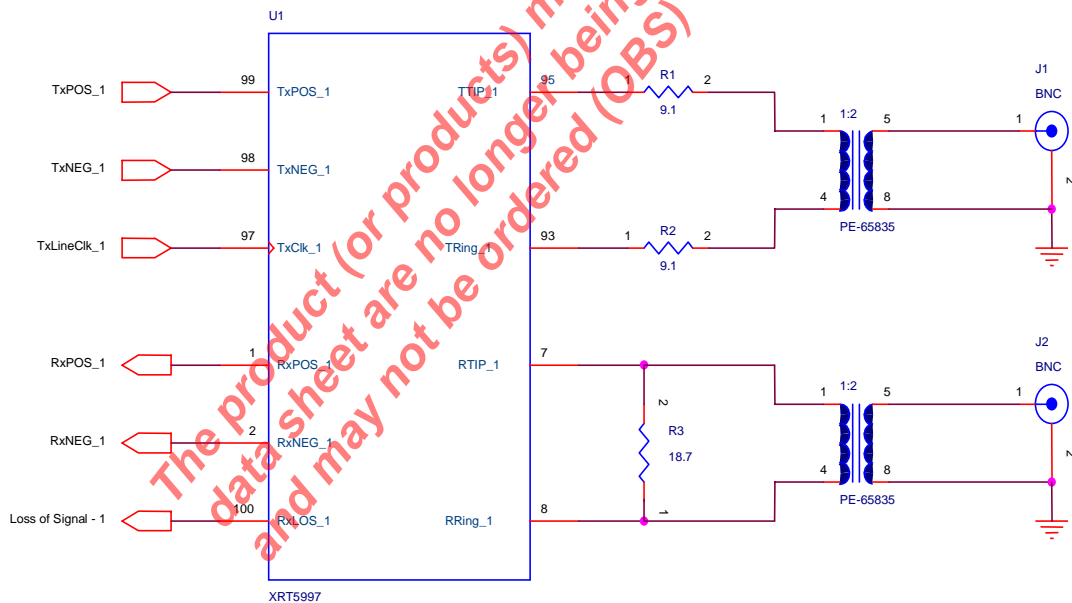 U1
TxPOS_1
99
TxPOS_1
TTIP_1
95
1
R1
2
9.1
J1
BNC
1:2
1
5
1
2
4
8
PE-65835
TxNEG_1
98
TxNEG_1
TxLineClk_1
97
TxClk_1
TRing_1
93
1
R2
2
9.1
RxPOS_1
1
RxPOS_1
RTIP_1
7
2
R3
18.7
1
J2
BNC
1:2
1
5
1
2
4
8
PE-65835
RxNEG_1
2
RxNEG_1
Loss of Signal - 1
100
RxLOS_1
RRing_1
8
XRT5997
The product (or products)
data sheet are no longer being
and may not be ordered (OBS)